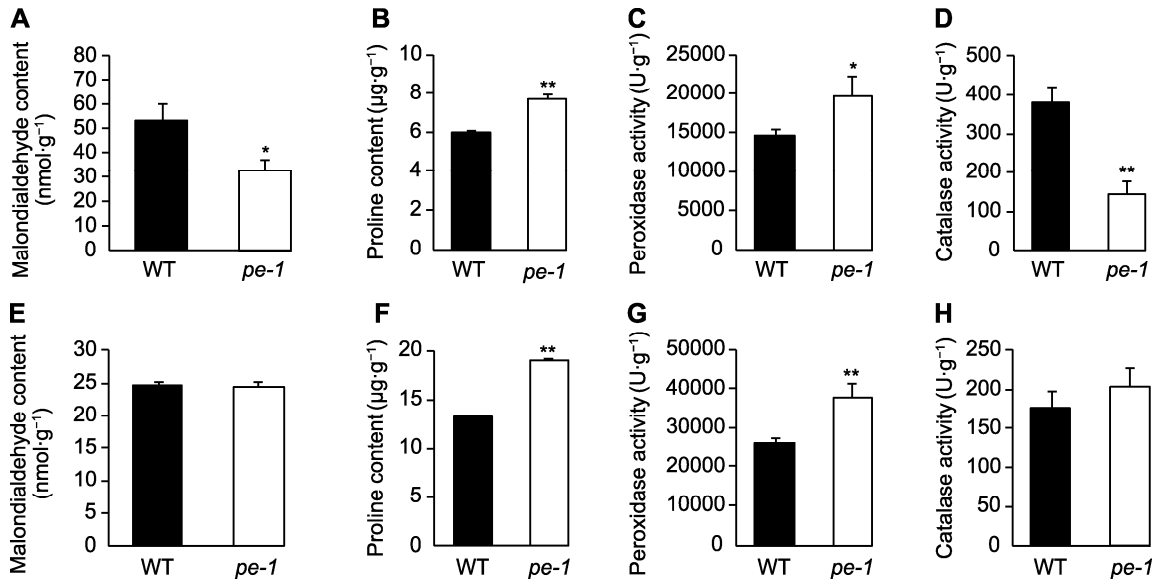 A
Malondialdehyde content
(nmol·g⁻¹)
80
70
60
50
40
30
20
10
0
*
WT
pe-1
B
Proline content (µg·g⁻¹)
10
8
6
4
2
0
**
WT
pe-1
C
Peroxidase activity (U·g⁻¹)
25000
20000
15000
10000
5000
0
*
WT
pe-1
D
Catalase activity (U·g⁻¹)
500
400
300
200
100
0
**
WT
pe-1
E
Malondialdehyde content
(nmol·g⁻¹)
30
25
20
15
10
5
0
WT
pe-1
F
Proline content (µg·g⁻¹)
20
15
10
5
0
**
WT
pe-1
G
Peroxidase activity (U·g⁻¹)
50000
40000
30000
20000
10000
0
**
WT
pe-1
H
Catalase activity (U·g⁻¹)
250
200
150
100
50
0
WT
pe-1